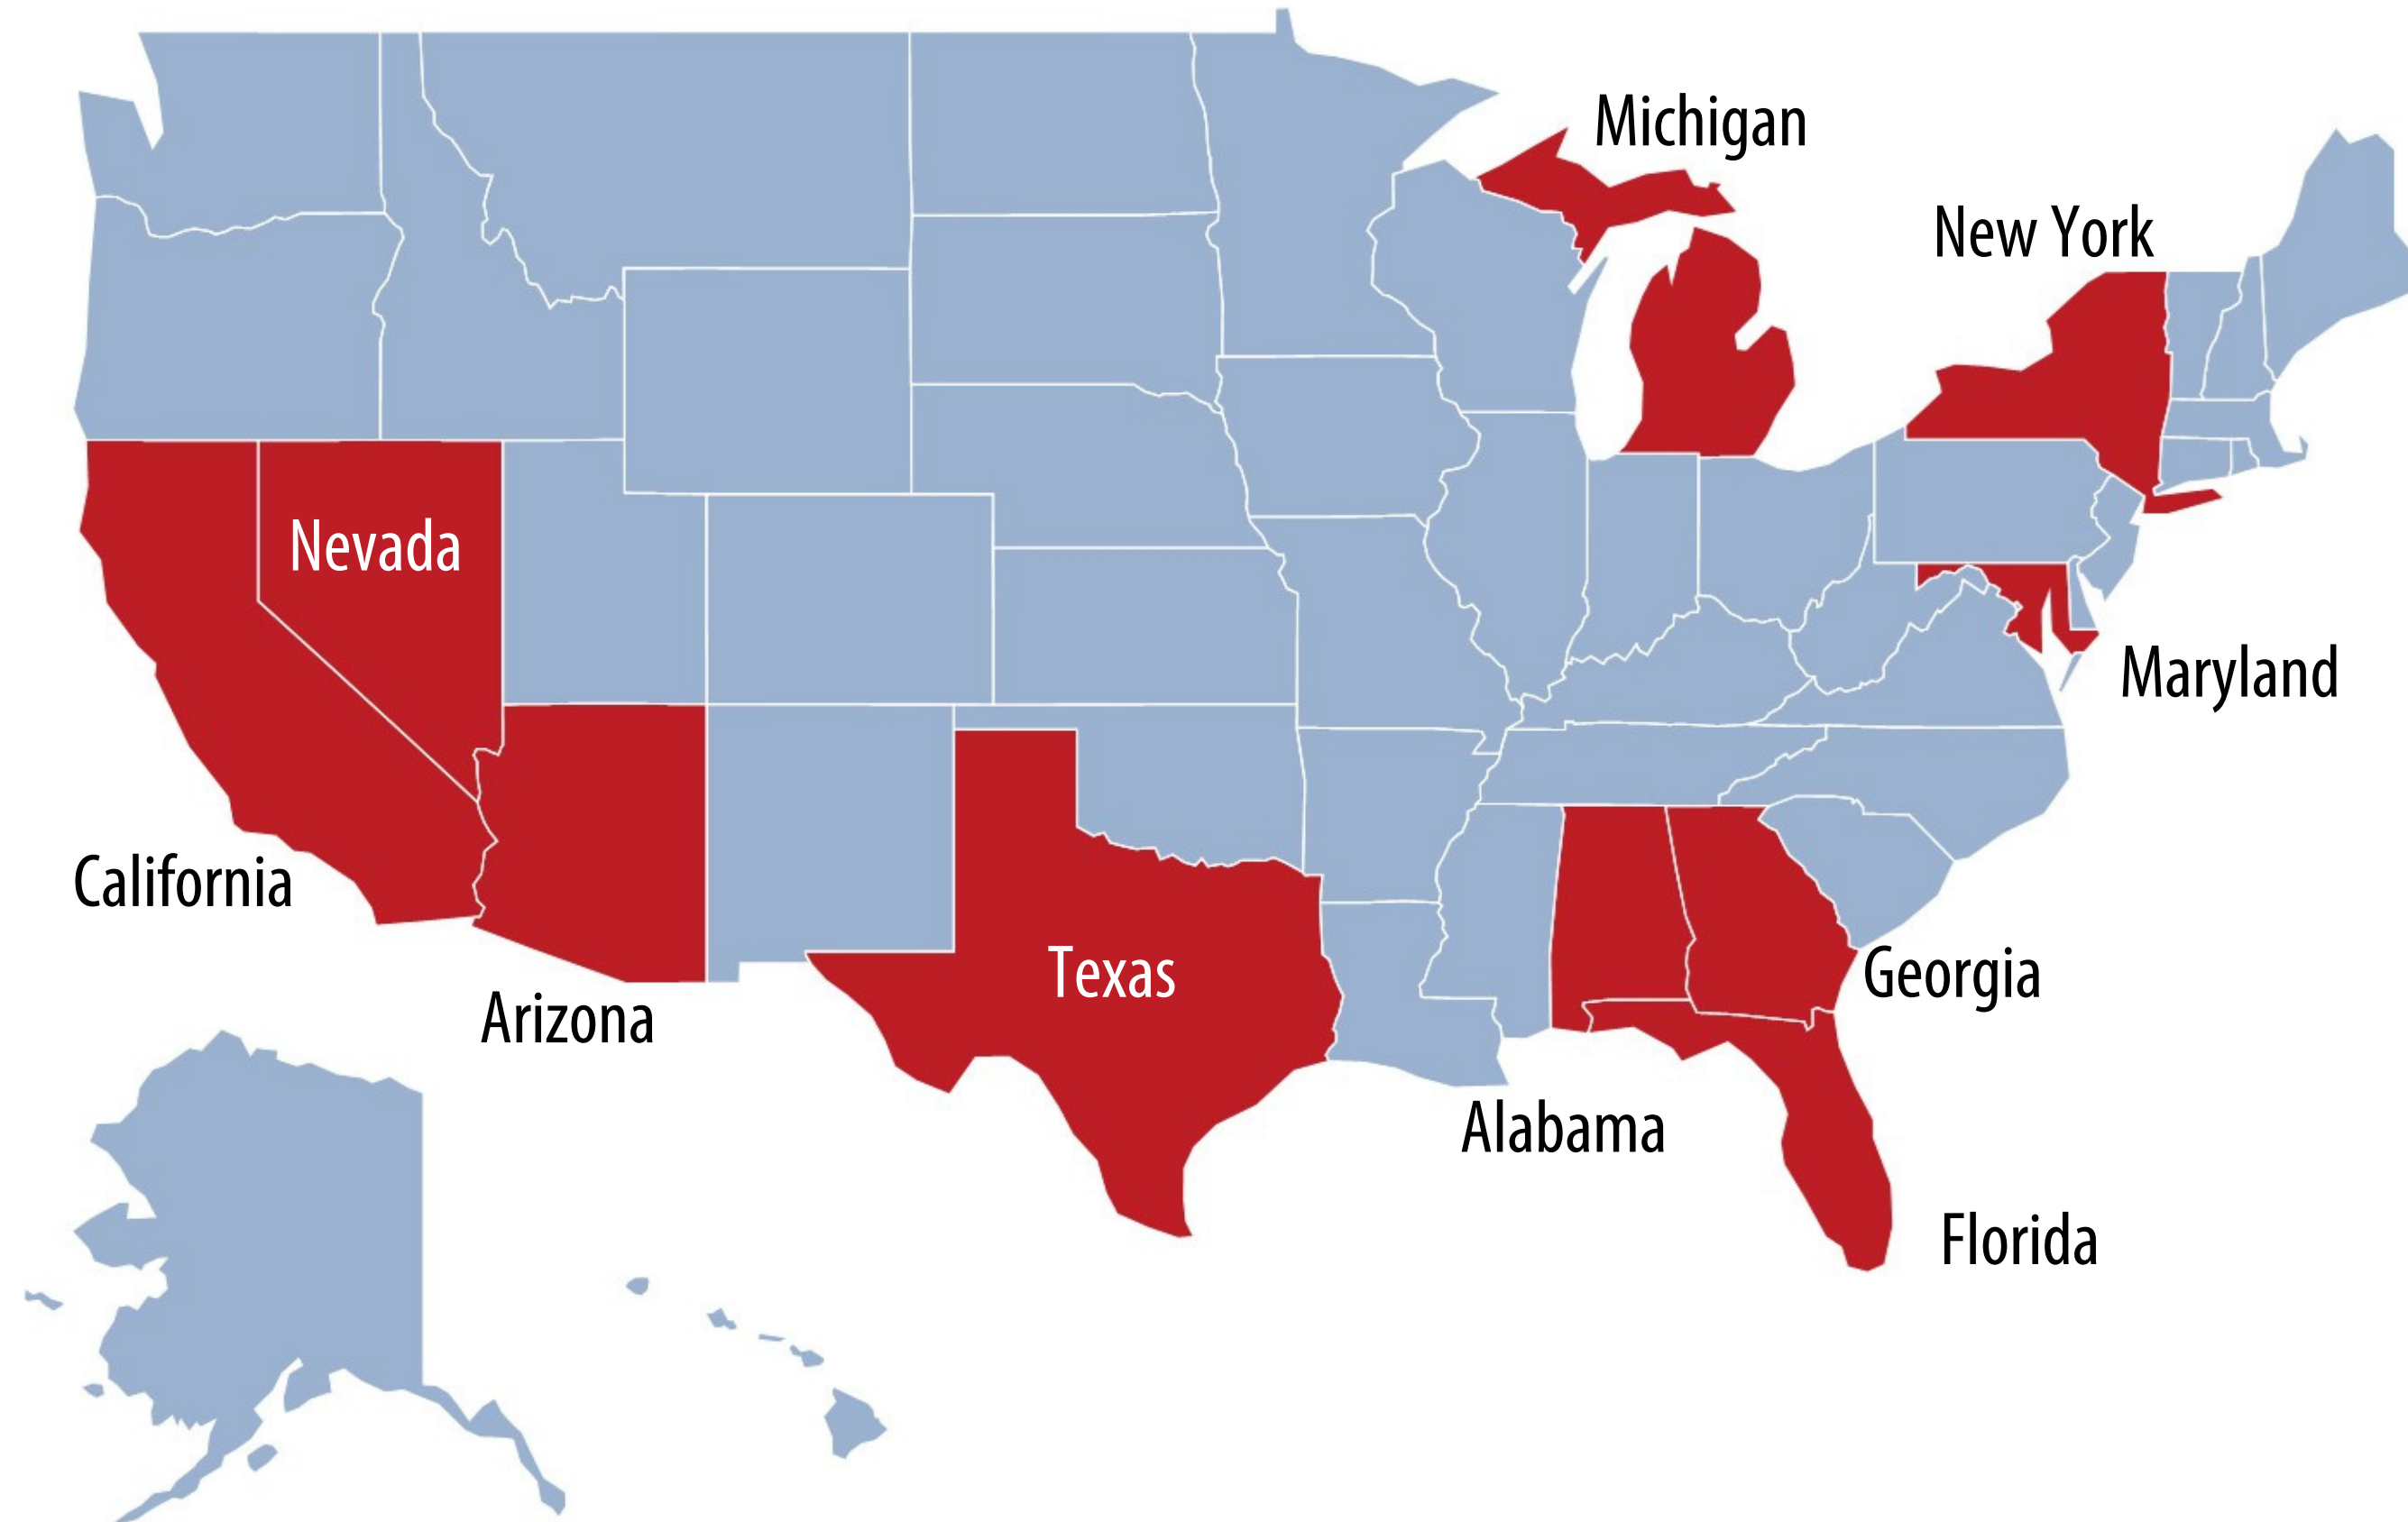 Michigan
New York
Nevada
Maryland
California
Texas
Georgia
Arizona
Alabama
Florida